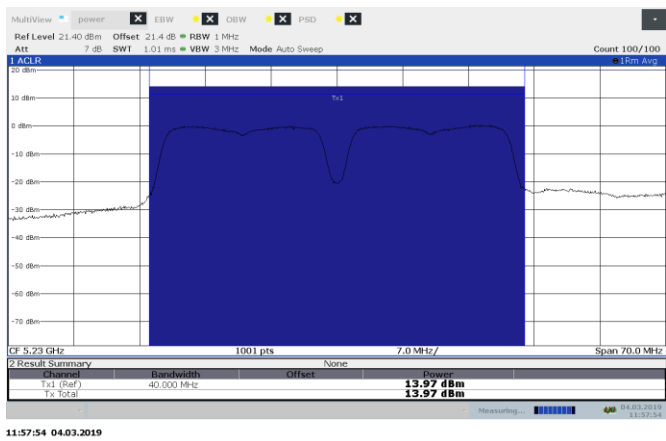 MultiView power X EBW X OBW X PSD X
Ref Level 21.40 dBm Offset 21.4 dB RBW 1 MHz
Att 7 dB SWT 1.01 ms VBW 3 MHz Mode Auto Sweep Count 100/100
1 ACLR 1Rm Avg
20 dBm
10 dBm
Tx1
0 dBm
-10 dBm
-20 dBm
-30 dBm
-40 dBm
-50 dBm
-60 dBm
-70 dBm
CF 5.23 GHz 1001 pts 7.0 MHz/ Span 70.0 MHz
2 Result Summary None
Channel Bandwidth Offset Power
Tx1 (Ref) 40.000 MHz 13.97 dBm
Tx Total 13.97 dBm
Measuring... 04.03.2019
11:57:54
11:57:54 04.03.2019